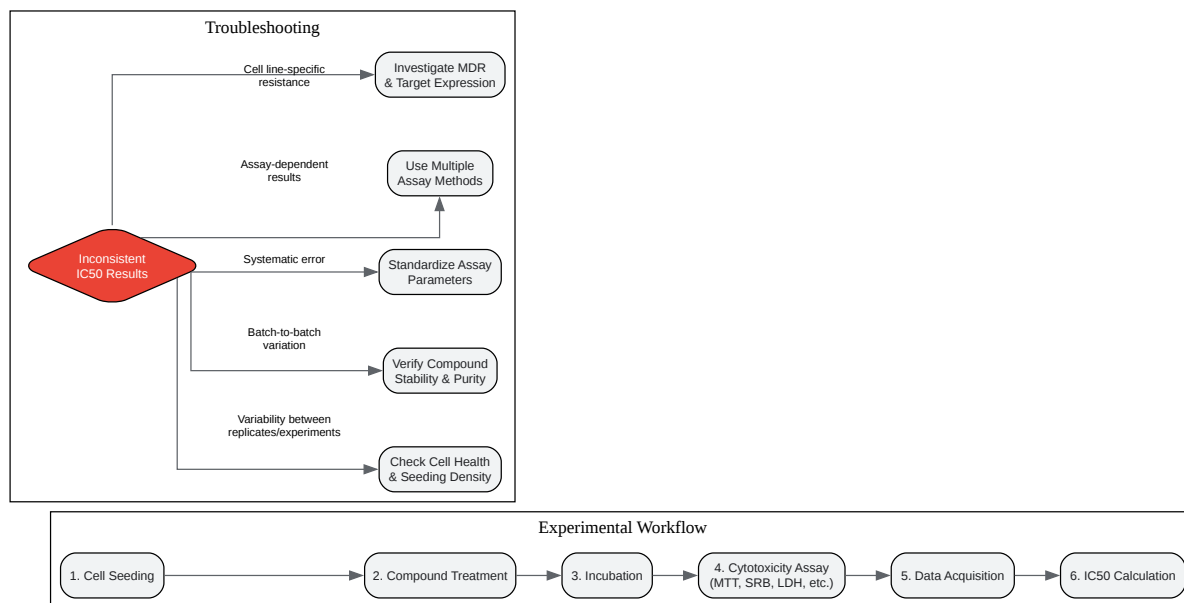 Troubleshooting
Cell line-specific
resistance
Investigate MDR
& Target Expression
Assay-dependent
results
Use Multiple
Assay Methods
Inconsistent
IC50 Results
Systematic error
Standardize Assay
Parameters
Batch-to-batch
variation
Verify Compound
Stability & Purity
Variability between
replicates/experiments
Check Cell Health
& Seeding Density
Experimental Workflow
1. Cell Seeding
2. Compound Treatment
3. Incubation
4. Cytotoxicity Assay
(MTT, SRB, LDH, etc.)
5. Data Acquisition
6. IC50 Calculation